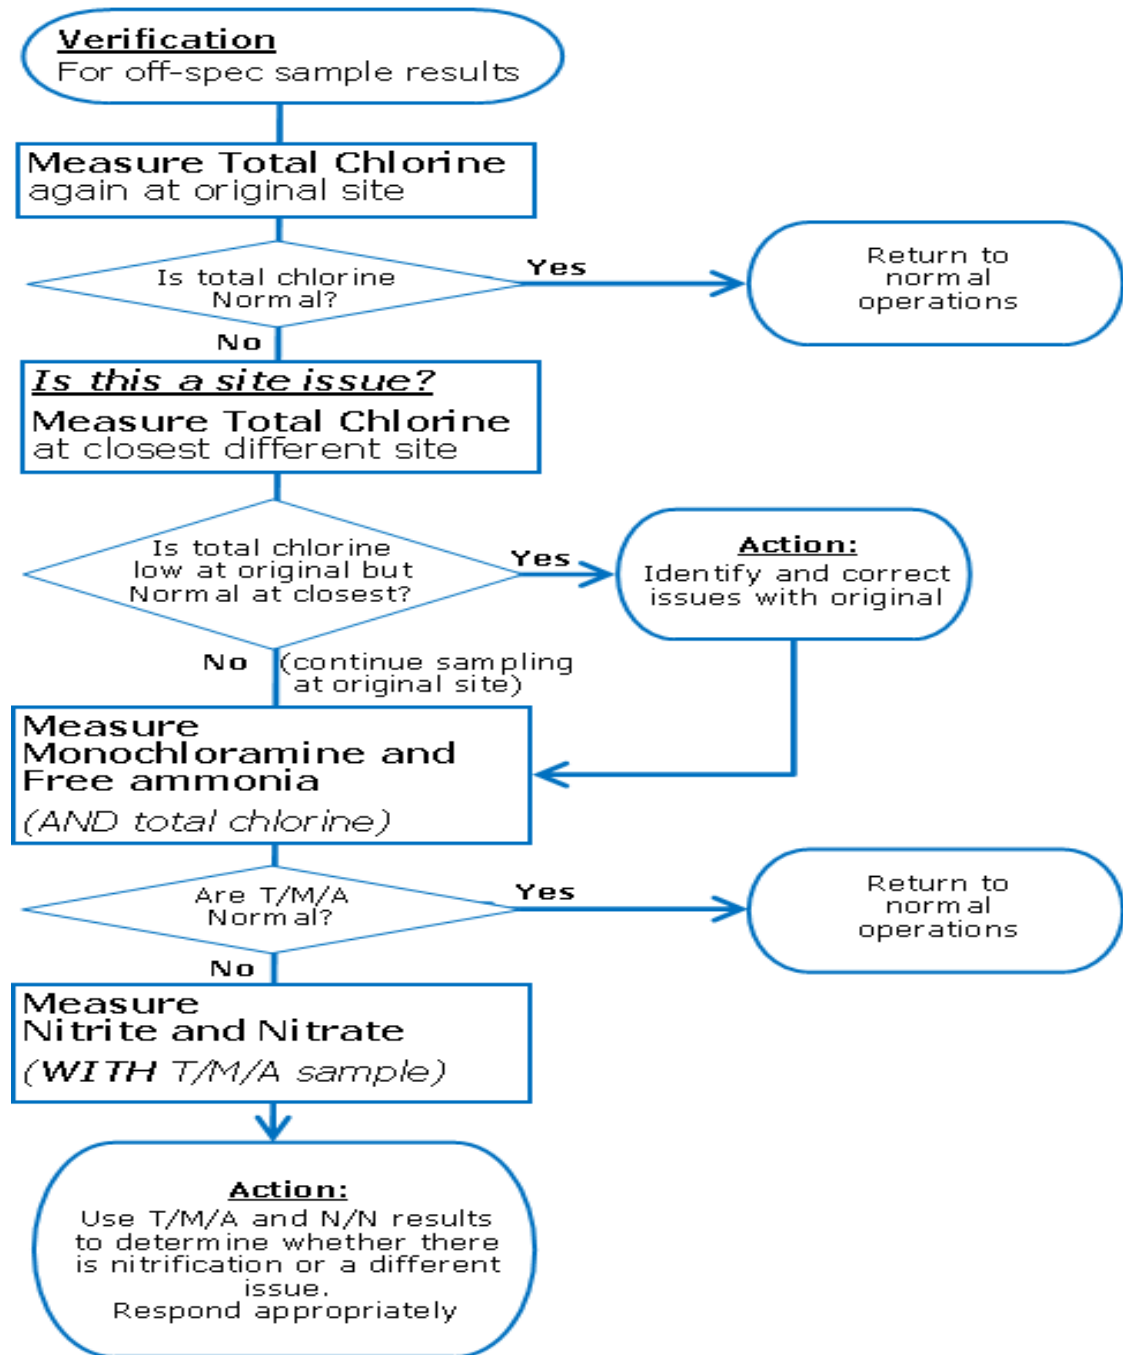 Verification
For off-spec sample results
Measure Total Chlorine
again at original site
Is total chlorine
Normal?
Yes
Return to
normal
operations
No
Is this a site issue?
Measure Total Chlorine
at closest different site
Is total chlorine
low at original but
Normal at closest?
Yes
Action:
Identify and correct
issues with original
No (continue sampling
at original site)
Measure
Monochloramine and
Free ammonia
(AND total chlorine)
Are T/M/A
Normal?
Yes
Return to
normal
operations
No
Measure
Nitrite and Nitrate
(WITH T/M/A sample)
Action:
Use T/M/A and N/N results
to determine whether there
is nitrification or a different
issue.
Respond appropriately